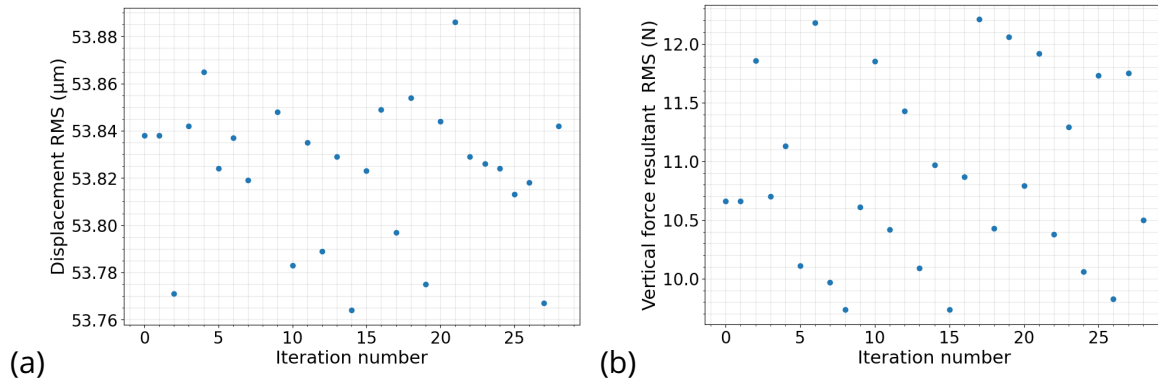 Displacement RMS (µm)
53.88
53.86
53.84
53.82
53.80
53.78
53.76
0 5 10 15 20 25
Iteration number
(a)
Vertical force resultant RMS (N)
12.0
11.5
11.0
10.5
10.0
0 5 10 15 20 25
Iteration number
(b)